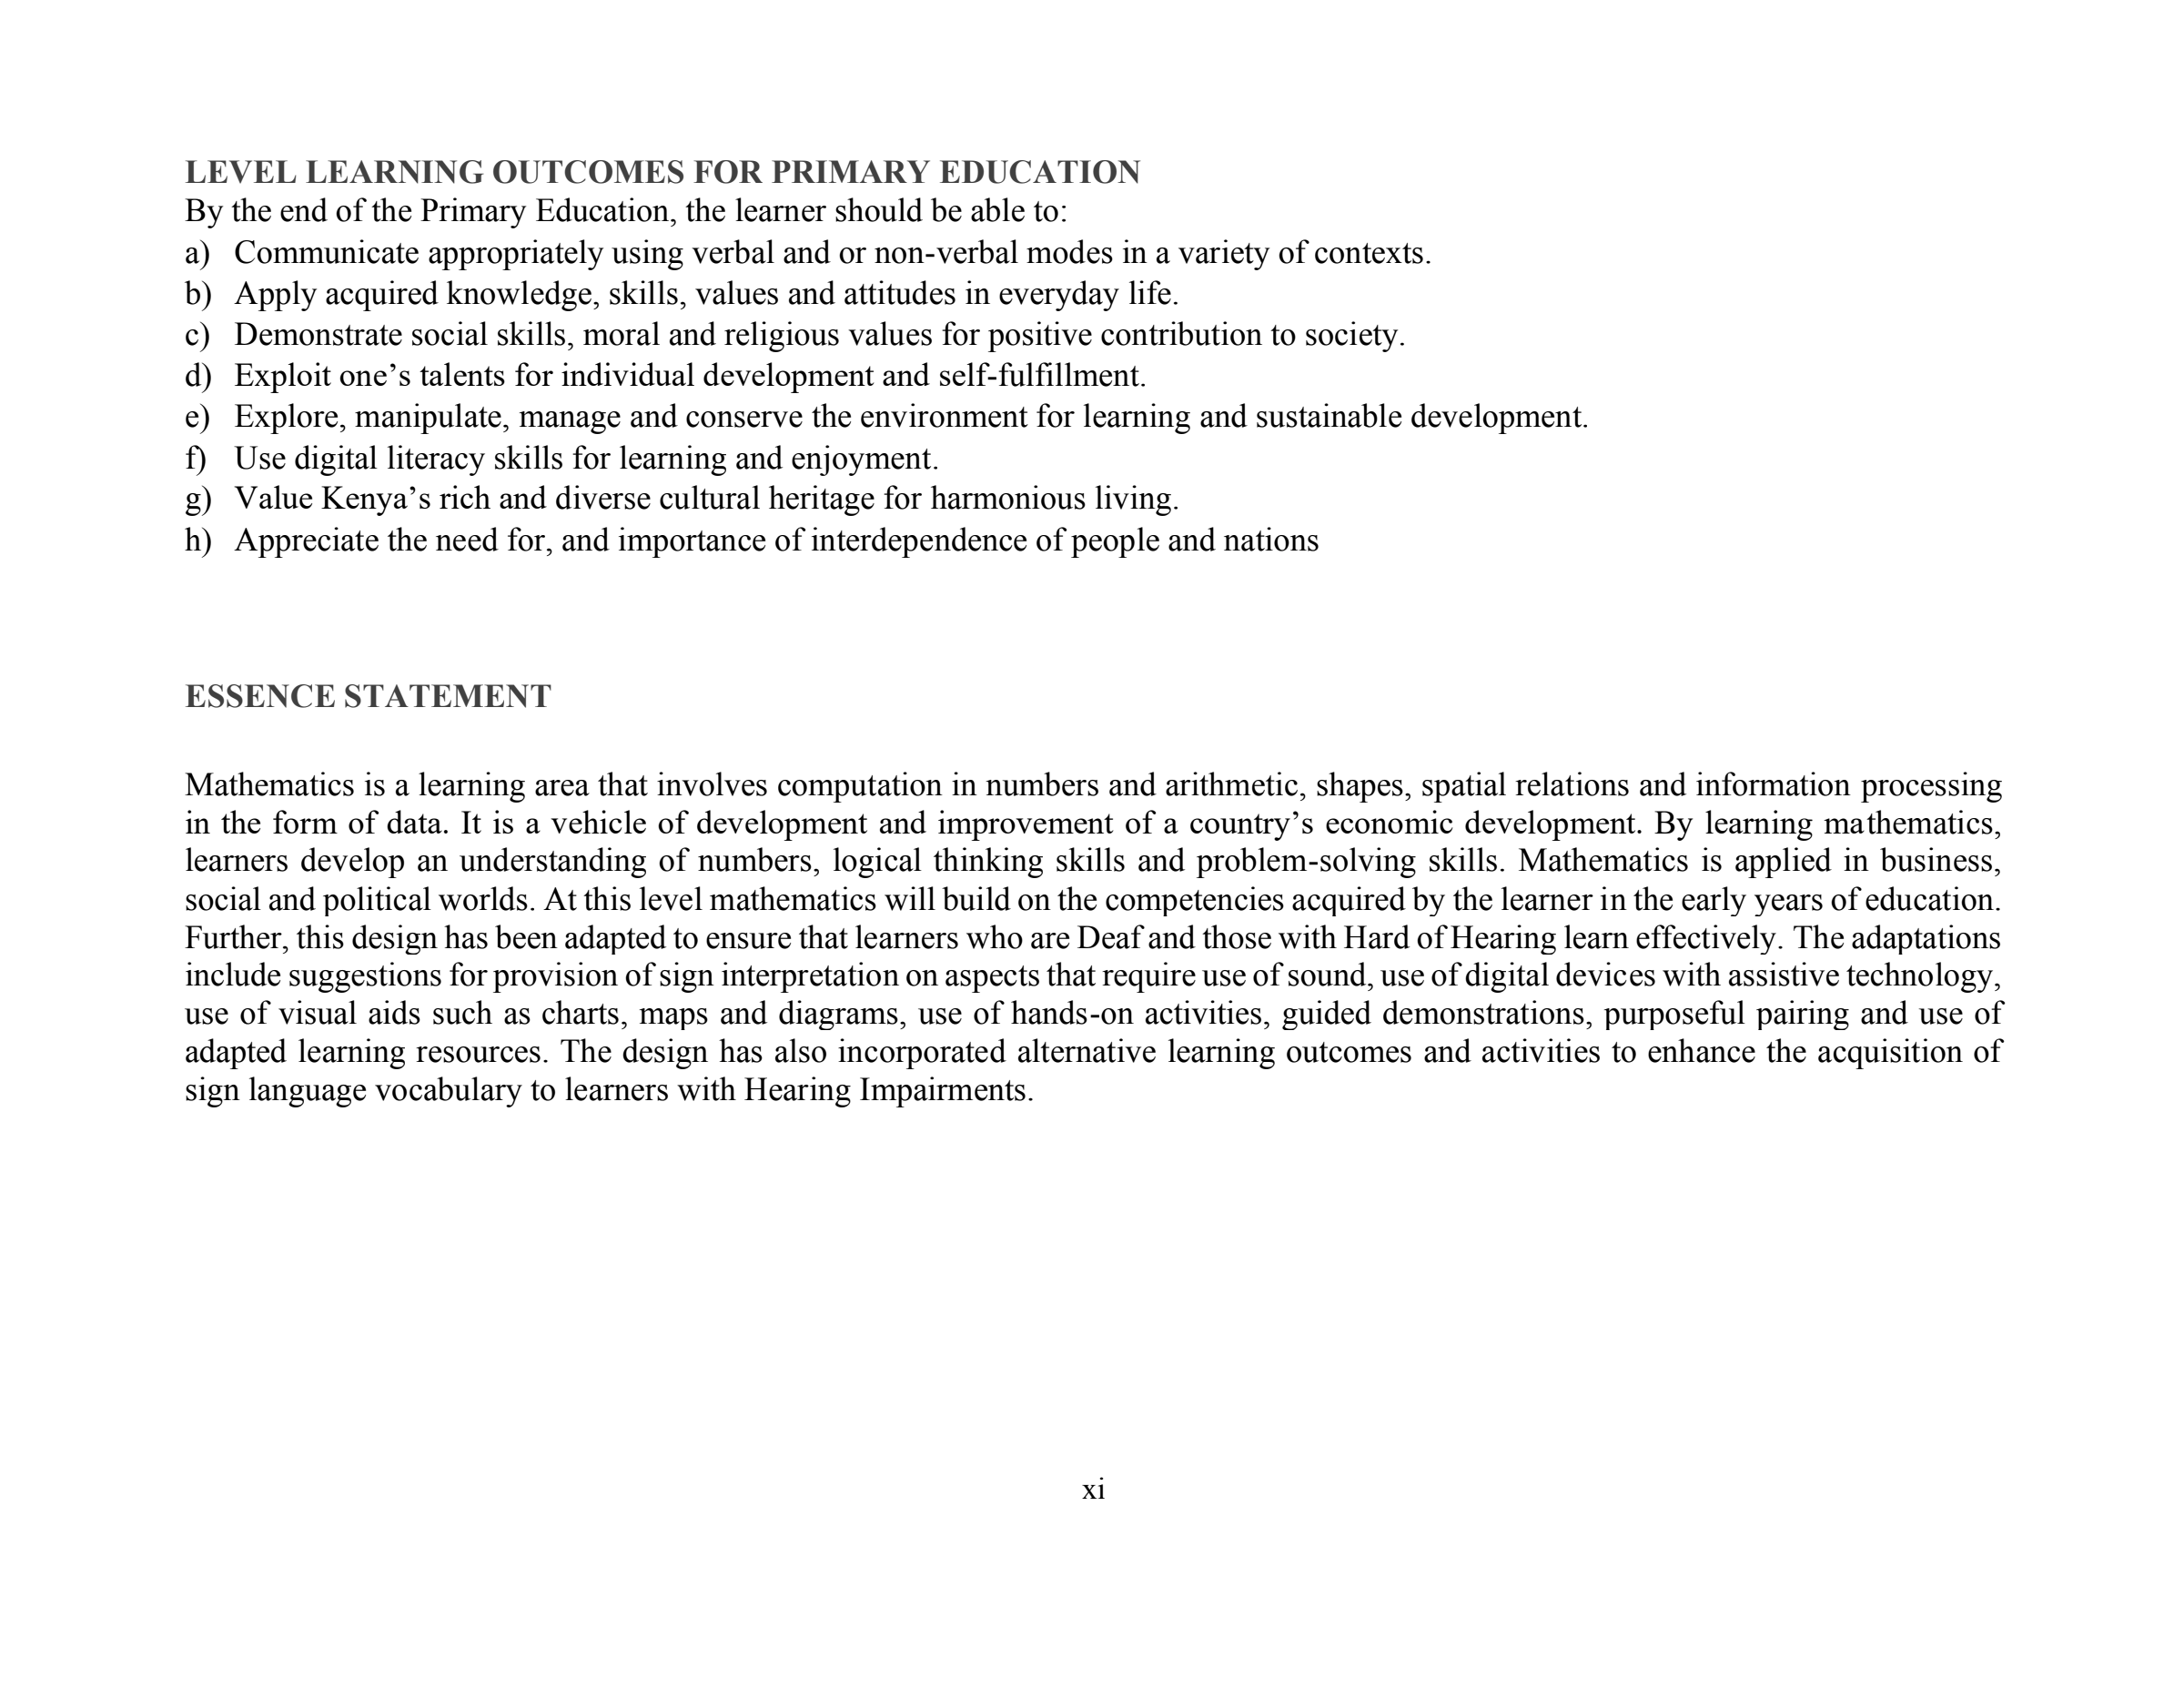 LEVEL LEARNING OUTCOMES FOR PRIMARY EDUCATION
By the end of the Primary Education, the learner should be able to:
a) Communicate appropriately using verbal and or non-verbal modes in a variety of contexts.
b) Apply acquired knowledge, skills, values and attitudes in everyday life.
c) Demonstrate social skills, moral and religious values for positive contribution to society.
d) Exploit one’s talents for individual development and self-fulfillment.
e) Explore, manipulate, manage and conserve the environment for learning and sustainable development.
f) Use digital literacy skills for learning and enjoyment.
g) Value Kenya’s rich and diverse cultural heritage for harmonious living.
h) Appreciate the need for, and importance of interdependence of people and nations
ESSENCE STATEMENT
Mathematics is a learning area that involves computation in numbers and arithmetic, shapes, spatial relations and information processing
in the form of data. It is a vehicle of development and improvement of a country’s economic development. By learning mathematics,
learners develop an understanding of numbers, logical thinking skills and problem-solving skills. Mathematics is applied in business,
social and political worlds. At this level mathematics will build on the competencies acquired by the learner in the early years of education.
Further, this design has been adapted to ensure that learners who are Deaf and those with Hard of Hearing learn effectively. The adaptations
include suggestions for provision of sign interpretation on aspects that require use of sound, use of digital devices with assistive technology,
use of visual aids such as charts, maps and diagrams, use of hands-on activities, guided demonstrations, purposeful pairing and use of
adapted learning resources. The design has also incorporated alternative learning outcomes and activities to enhance the acquisition of
sign language vocabulary to learners with Hearing Impairments.
xi